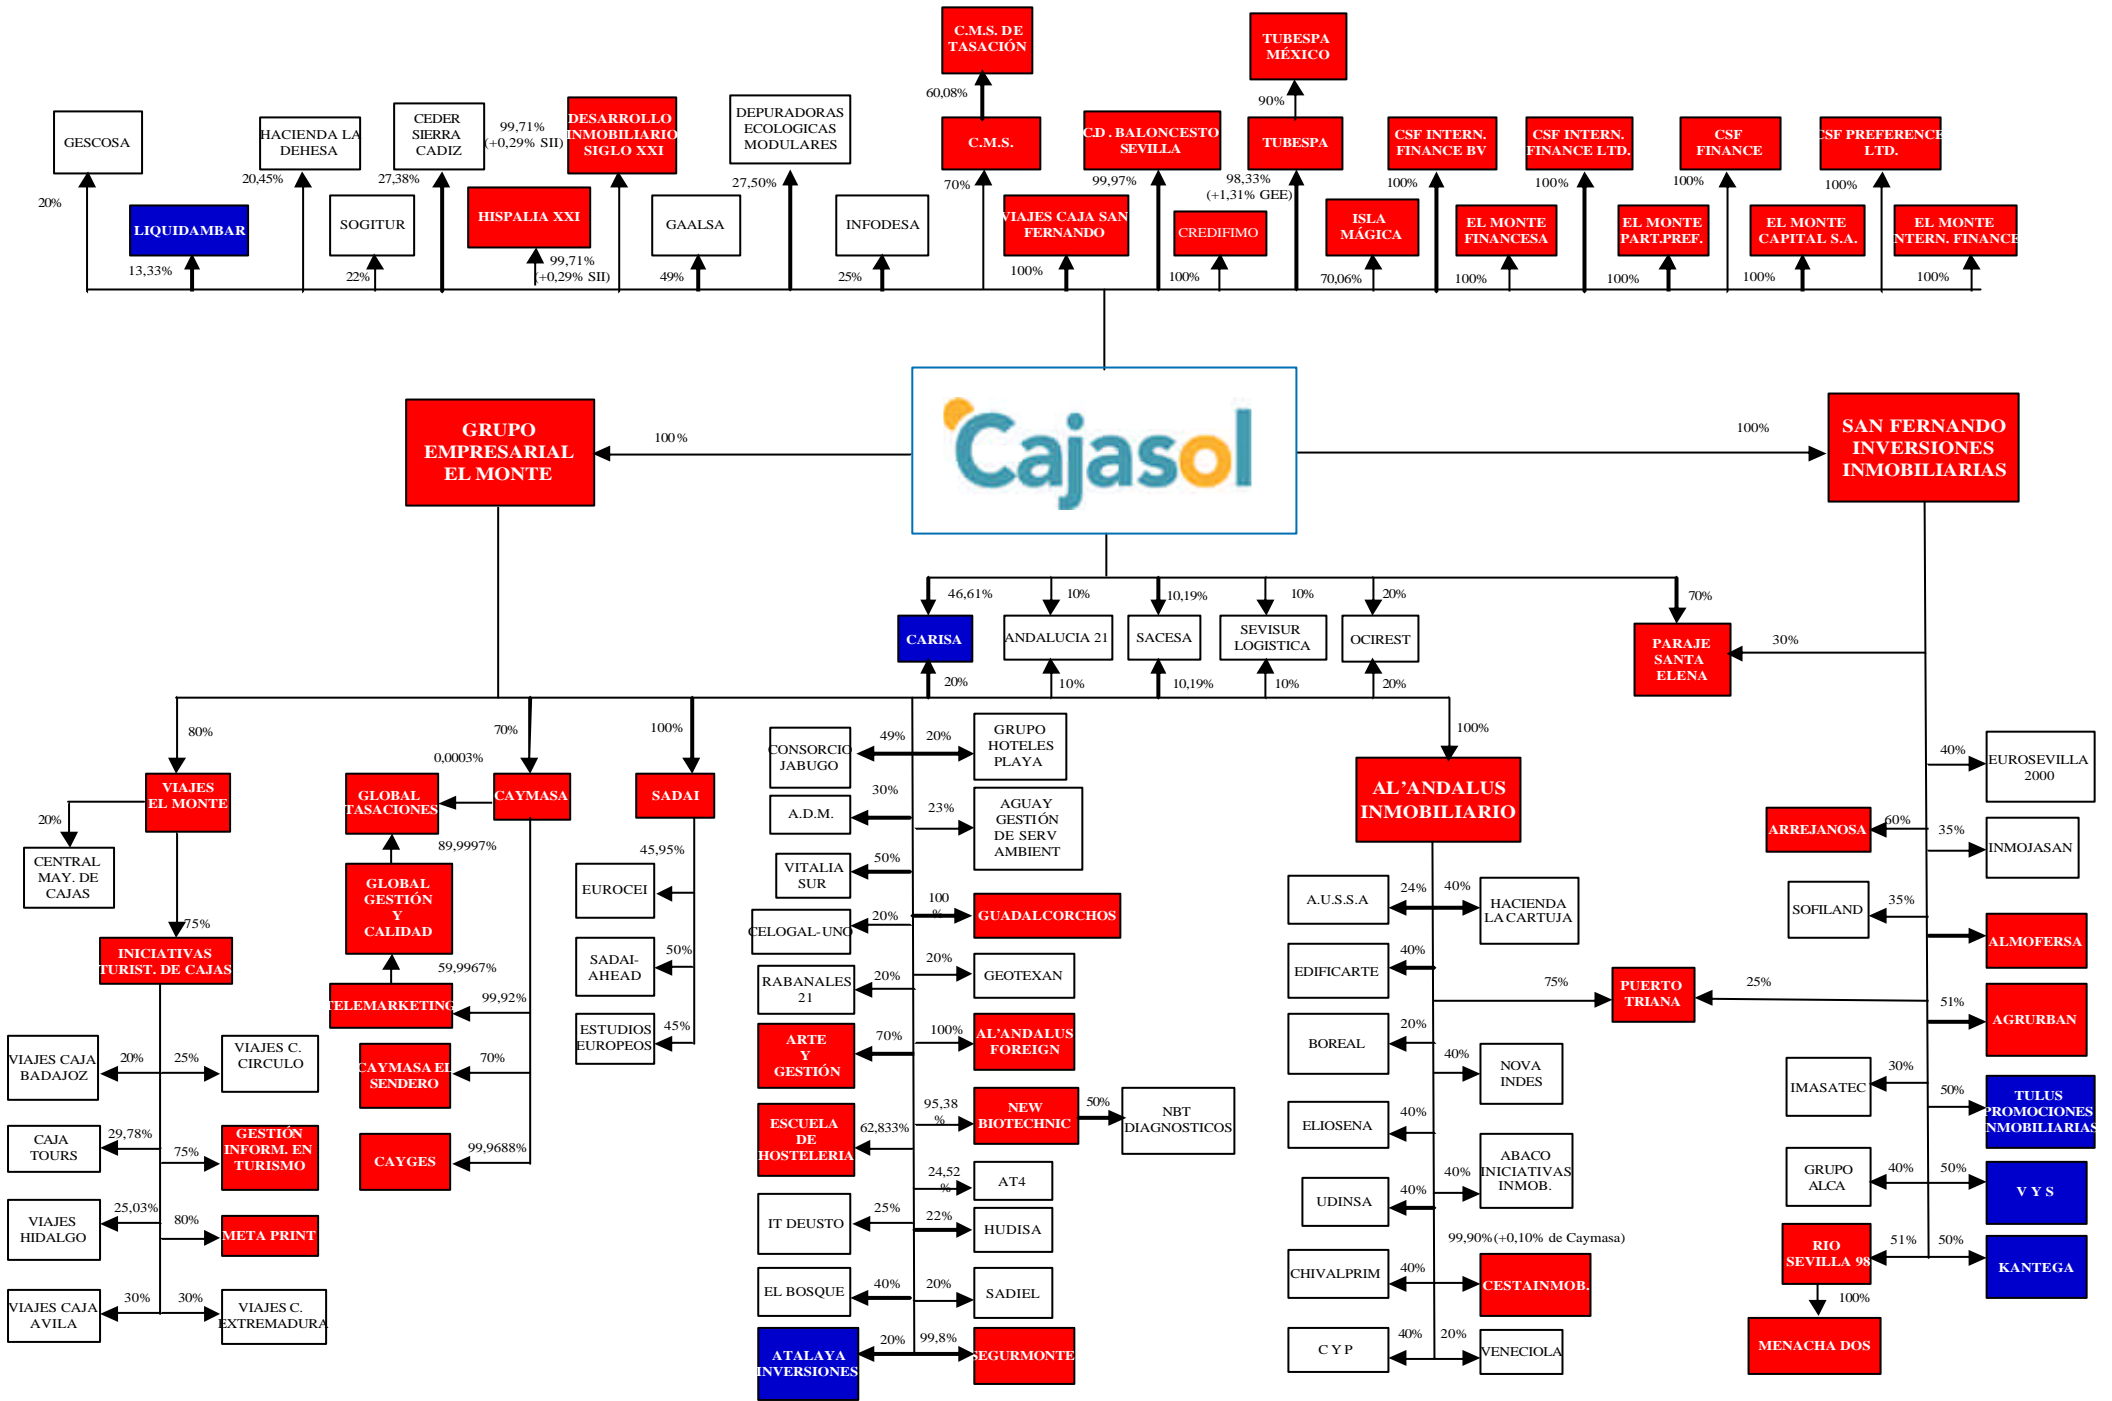 C.M.S. DE
TASACIÓN
TUBESPA
MÉXICO
60,08%
90%
GESCOSA
HACIENDA LA
DEHESA
CEDER
SIERRA
CADIZ
99,71%
(+0,29% SII)
DESARROLLO
INMOBILIARIO
SIGLO XXI
DEPURADORAS
ECOLOGICAS
MODULARES
C.M.S.
C.D. BALONCESTO
SEVILLA
TUBESPA
CSF INTERN.
FINANCE BV
CSF INTERN.
FINANCE LTD.
CSF
FINANCE
CSF PREFERENCE
LTD.
20%
20,45%
27,38%
27,50%
70%
99,97%
98,33%
(+1,31% GEE)
100%
100%
100%
100%
LIQUIDAMBAR
SOGITUR
HISPALIA XXI
GAALSA
INFODESA
VIAJES CAJA SAN
FERNANDO
CREDIFIMO
ISLA
MÁGICA
EL MONTE
FINANCESA
EL MONTE
PART.PREF.
EL MONTE
CAPITAL S.A.
EL MONTE
INTERN. FINANCE
13,33%
22%
99,71%
(+0,29% SII)
49%
25%
100%
100%
70,06%
100%
100%
100%
100%
GRUPO
EMPRESARIAL
EL MONTE
100%
Cajasol
100%
SAN FERNANDO
INVERSIONES
INMOBILIARIAS
46,61%
10%
10,19%
10%
20%
70%
CARISA
ANDALUCIA 21
SACESA
SEVISUR
LOGISTICA
OCIREST
PARAJE
SANTA
ELENA
30%
20%
10%
10,19%
10%
20%
80%
70%
100%
100%
0,0003%
VIAJES
EL MONTE
GLOBAL
TASACIONES
CAYMASA
SADAI
20%
CENTRAL
MAY. DE
CAJAS
89,9997%
GLOBAL
GESTIÓN
Y
CALIDAD
75%
INICIATIVAS
TURIST. DE CAJAS
59,9967%
TELEMARKETING
99,92%
VIAJES CAJA
BADAJOZ
20%
25%
VIAJES C.
CIRCULO
CAYMASA EL
SENDERO
70%
CAJA
TOURS
29,78%
75%
GESTIÓN
INFORM. EN
TURISMO
CAYGES
99,9688%
VIAJES
HIDALGO
25,03%
80%
META PRINT
VIAJES CAJA
AVILA
30%
30%
VIAJES C.
EXTREMADURA
45,95%
EUROCEI
SADAI-
AHEAD
50%
ESTUDIOS
EUROPEOS
45%
CONSORCIO
JABUGO
49%
20%
GRUPO
HOTELES
PLAYA
A.D.M.
30%
23%
AGUAY
GESTIÓN
DE SERV
AMBIENT
VITALIA
SUR
50%
100
%
GUADALCORCHOS
CELOGAL-UNO
20%
20%
GEOTEXAN
RABANALES
21
20%
ARTE
Y
GESTIÓN
70%
100%
AL'ANDALUS
FOREIGN
95,38
%
NEW
BIOTECHNIC
50%
NBT
DIAGNOSTICOS
ESCUELA
DE
HOSTELERIA
62,833%
24,52
%
AT4
IT DEUSTO
25%
22%
HUDISA
EL BOSQUE
40%
20%
SADIEL
ATALAYA
INVERSIONES
20%
99,8%
SEGURMONTE
AL'ANDALUS
INMOBILIARIO
A.U.S.S.A
24%
40%
HACIENDA
LA CARTUJA
EDIFICARTE
40%
75%
PUERTO
TRIANA
25%
BOREAL
20%
40%
NOVA
INDES
ELIOSENA
40%
40%
ABACO
INICIATIVAS
INMOB.
UDINSA
40%
99,90%(+0,10% de Caymasa)
CHIVALPRIM
40%
CESTAINMOB.
C Y P
40%
20%
VENECIOLA
40%
EUROSEVILLA
2000
ARREJANOSA
60%
35%
INMOJASAN
SOFILAND
35%
ALMOFERSA
51%
AGRURBAN
IMASATEC
30%
50%
TULUS
PROMOCIONES
INMOBILIARIAS
GRUPO
ALCA
40%
50%
V Y S
RIO
SEVILLA 98
51%
50%
KANTEGA
100%
MENACHA DOS